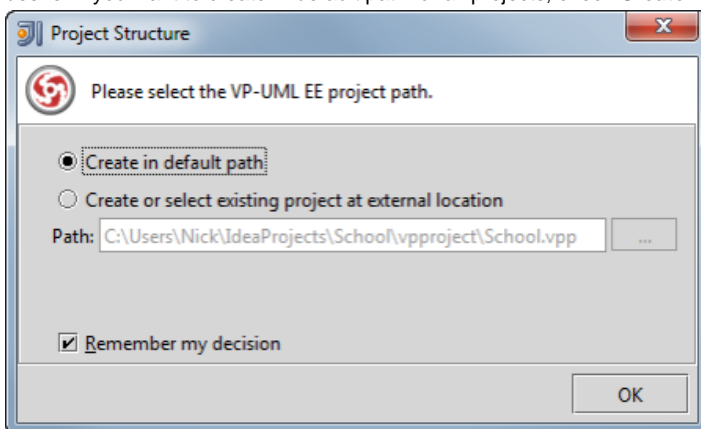 Project Structure
Please select the VP-UML EE project path.
Create in default path
Create or select existing project at external location
Path: C:\Users\Nick\IdeaProjects\School\vpproject\School.vpp ...
Remember my decision
OK